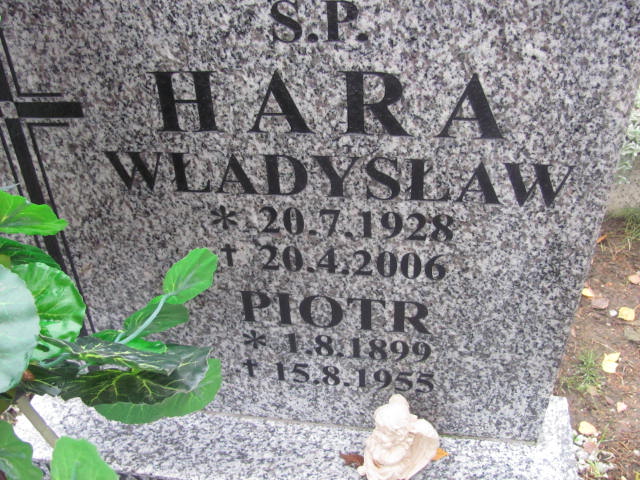 S.P.
HARA
WŁADYSŁAW
* 20.7.1928
† 20.4.2006
PIOTR
* 1.8.1899
† 15.8.1955